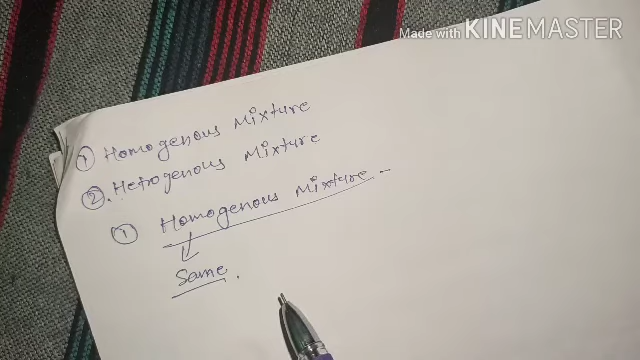 Made with KINEMASTER
① Homogenous Mixture
②. Hetrogenous Mixture
① Homogenous Mixture -
Same.